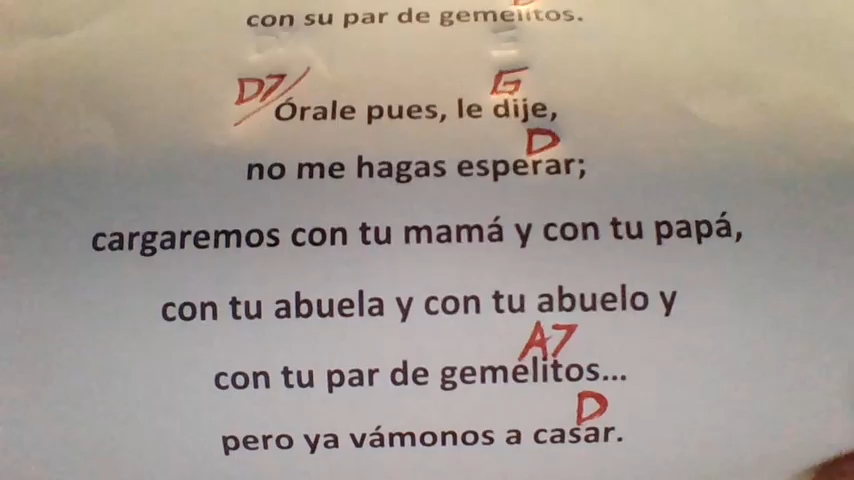 con su par de gemelitos.
D7/ G
Órale pues, le dije,
D
no me hagas esperar;
cargaremos con tu mamá y con tu papá,
con tu abuela y con tu abuelo y
A7
con tu par de gemelitos...
D
pero ya vámonos a casar.